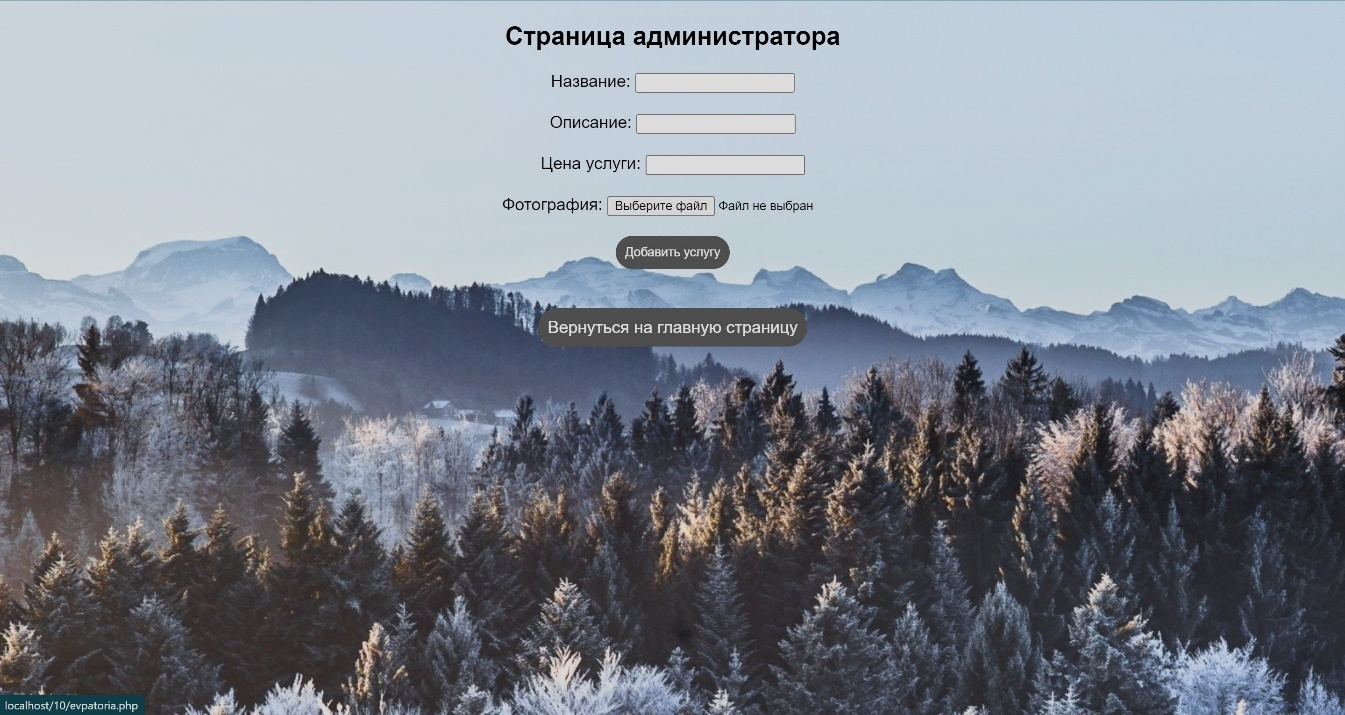 Страница администратора
Название:
Описание:
Цена услуги:
Фотография: Выберите файл Файл не выбран
Добавить услугу
Вернуться на главную страницу
localhost/10/evpatoria.php